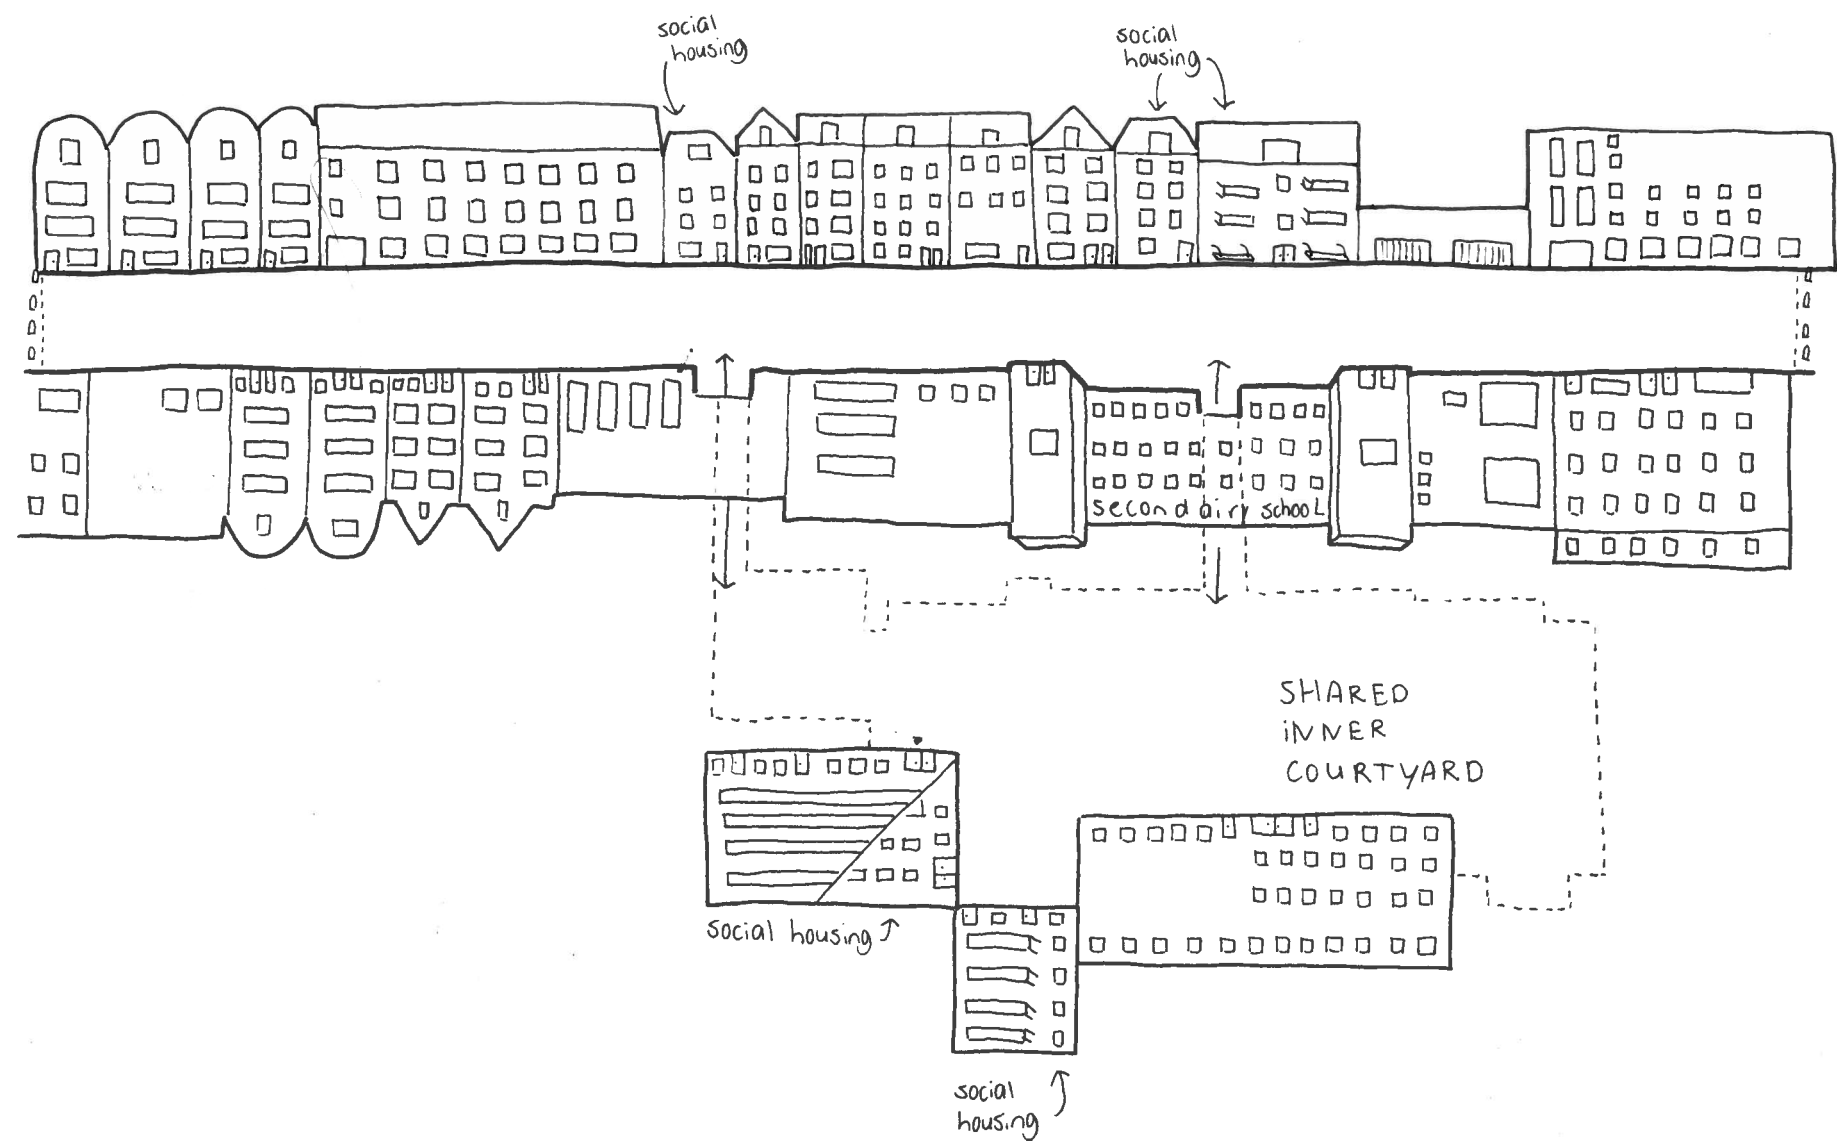 social
housing
social
housing
secondairy school
SHARED
iNNER
COURTYARD
social housing
social
housing